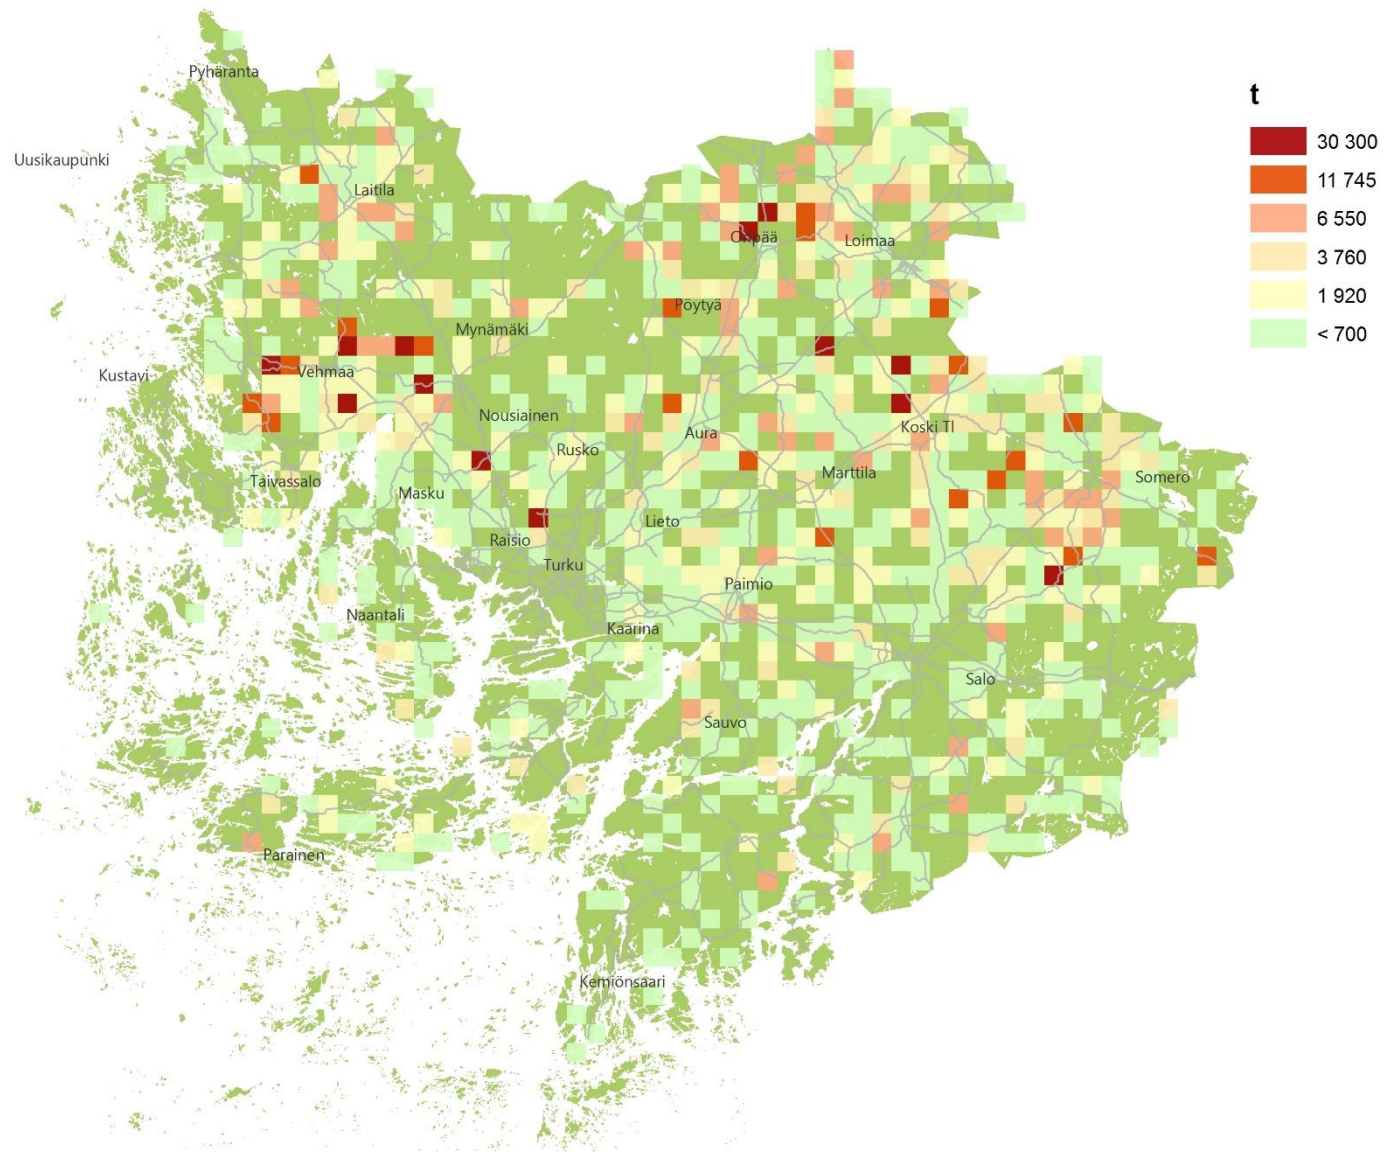 Pyhäranta
t
30 300
Uusikaupunki
11 745
Laitila
6 550
Oripää
Loimaa
3 760
1 920
Pöytyä
Mynämäki
< 700
Kustavi
Vehmaa
Nousiainen
Koski Tl
Aura
Rusko
Marttila
Somero
Taivassalo
Masku
Lieto
Raisio
Turku
Paimio
Naantali
Kaarina
Salo
Sauvo
Parainen
Kemiönsaari